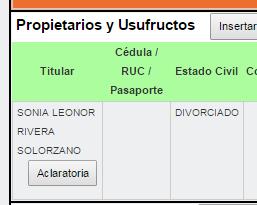 Propietarios y Usufructos Insertar
Cédula /
Titular RUC / Estado Civil
Pasaporte
SONIA LEONOR DIVORCIADO
RIVERA
SOLORZANO
Aclaratoria